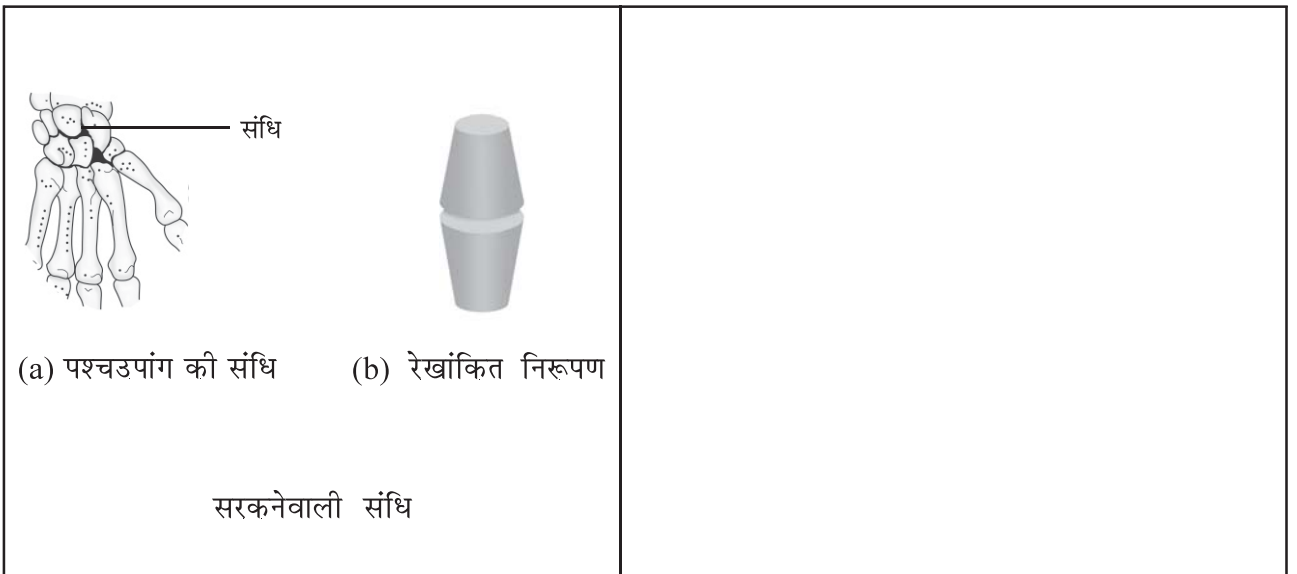 संधि
(a) पश्चउपांग की संधि (b) रेखांकित निरूपण
सरकनेवाली संधि